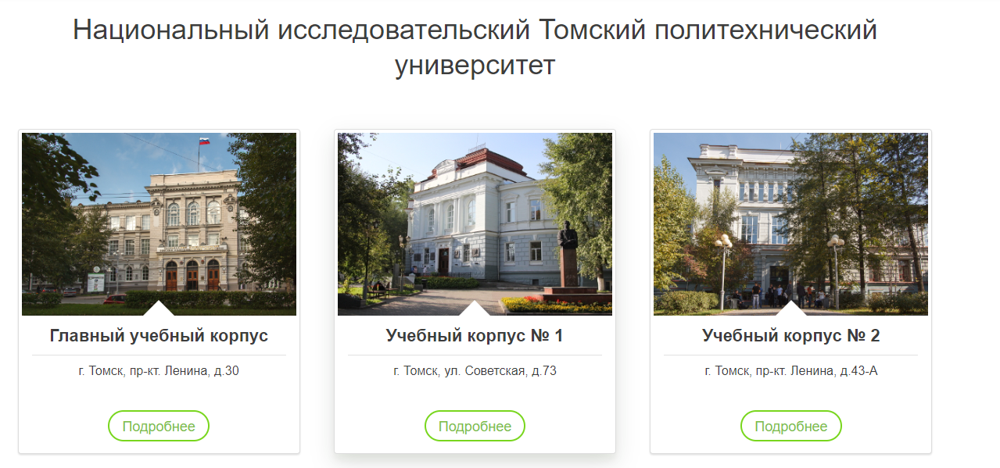 Национальный исследовательский Томский политехнический
университет
Главный учебный корпус
г. Томск, пр-кт. Ленина, д.30
Подробнее
Учебный корпус № 1
г. Томск, ул. Советская, д.73
Подробнее
Учебный корпус № 2
г. Томск, пр-кт. Ленина, д.43-А
Подробнее